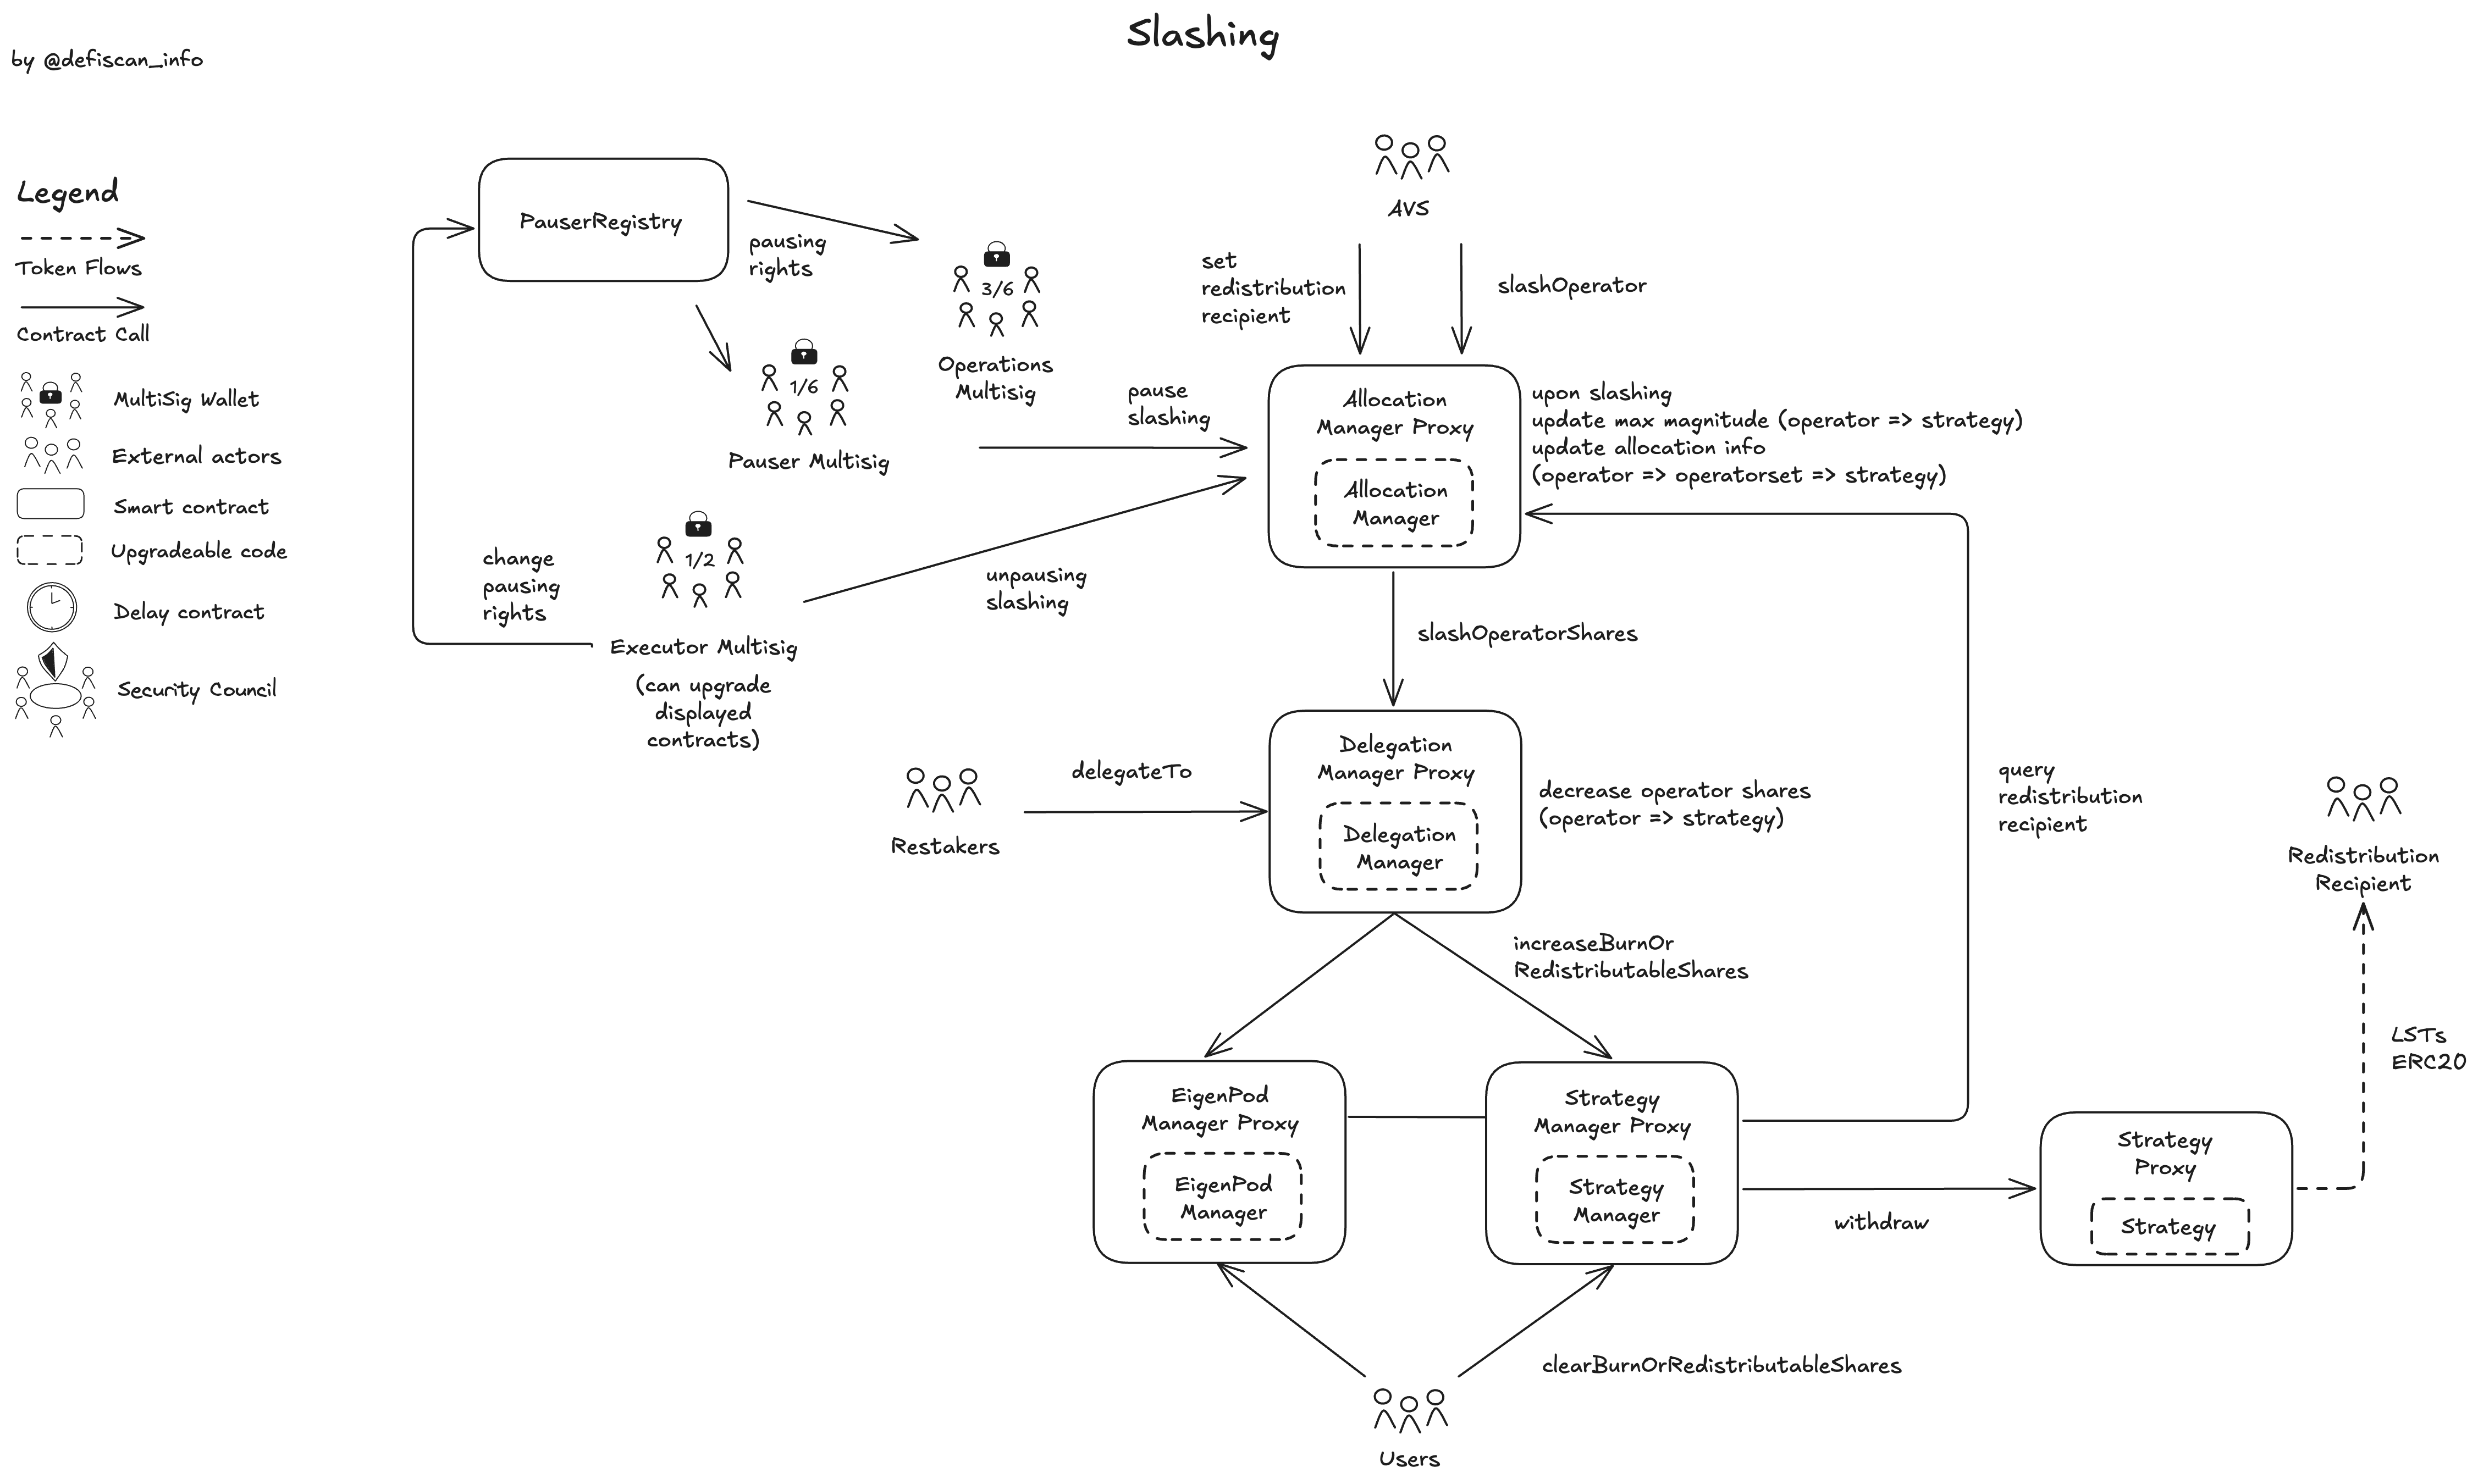 Slashing
by @defiscan_info
Legend
Token Flows
Contract Call
MultiSig Wallet
External actors
Smart contract
Upgradeable code
Delay contract
Security Council
PauserRegistry
pausing
rights
3/6
Operations
Multisig
1/6
Pauser Multisig
change
pausing
rights
1/2
Executor Multisig
(can upgrade
displayed
contracts)
pause
slashing
unpausing
slashing
AVS
set
redistribution
recipient
slashOperator
Allocation
Manager Proxy
Allocation
Manager
upon slashing
update max magnitude (operator => strategy)
update allocation info
(operator => operatorset => strategy)
slashOperatorShares
Restakers
delegateTo
Delegation
Manager Proxy
Delegation
Manager
decrease operator shares
(operator => strategy)
query
redistribution
recipient
Redistribution
Recipient
increaseBurnOr
RedistributableShares
LSTs
ERC20
EigenPod
Manager Proxy
EigenPod
Manager
Strategy
Manager Proxy
Strategy
Manager
withdraw
Strategy
Proxy
Strategy
clearBurnOrRedistributableShares
Users